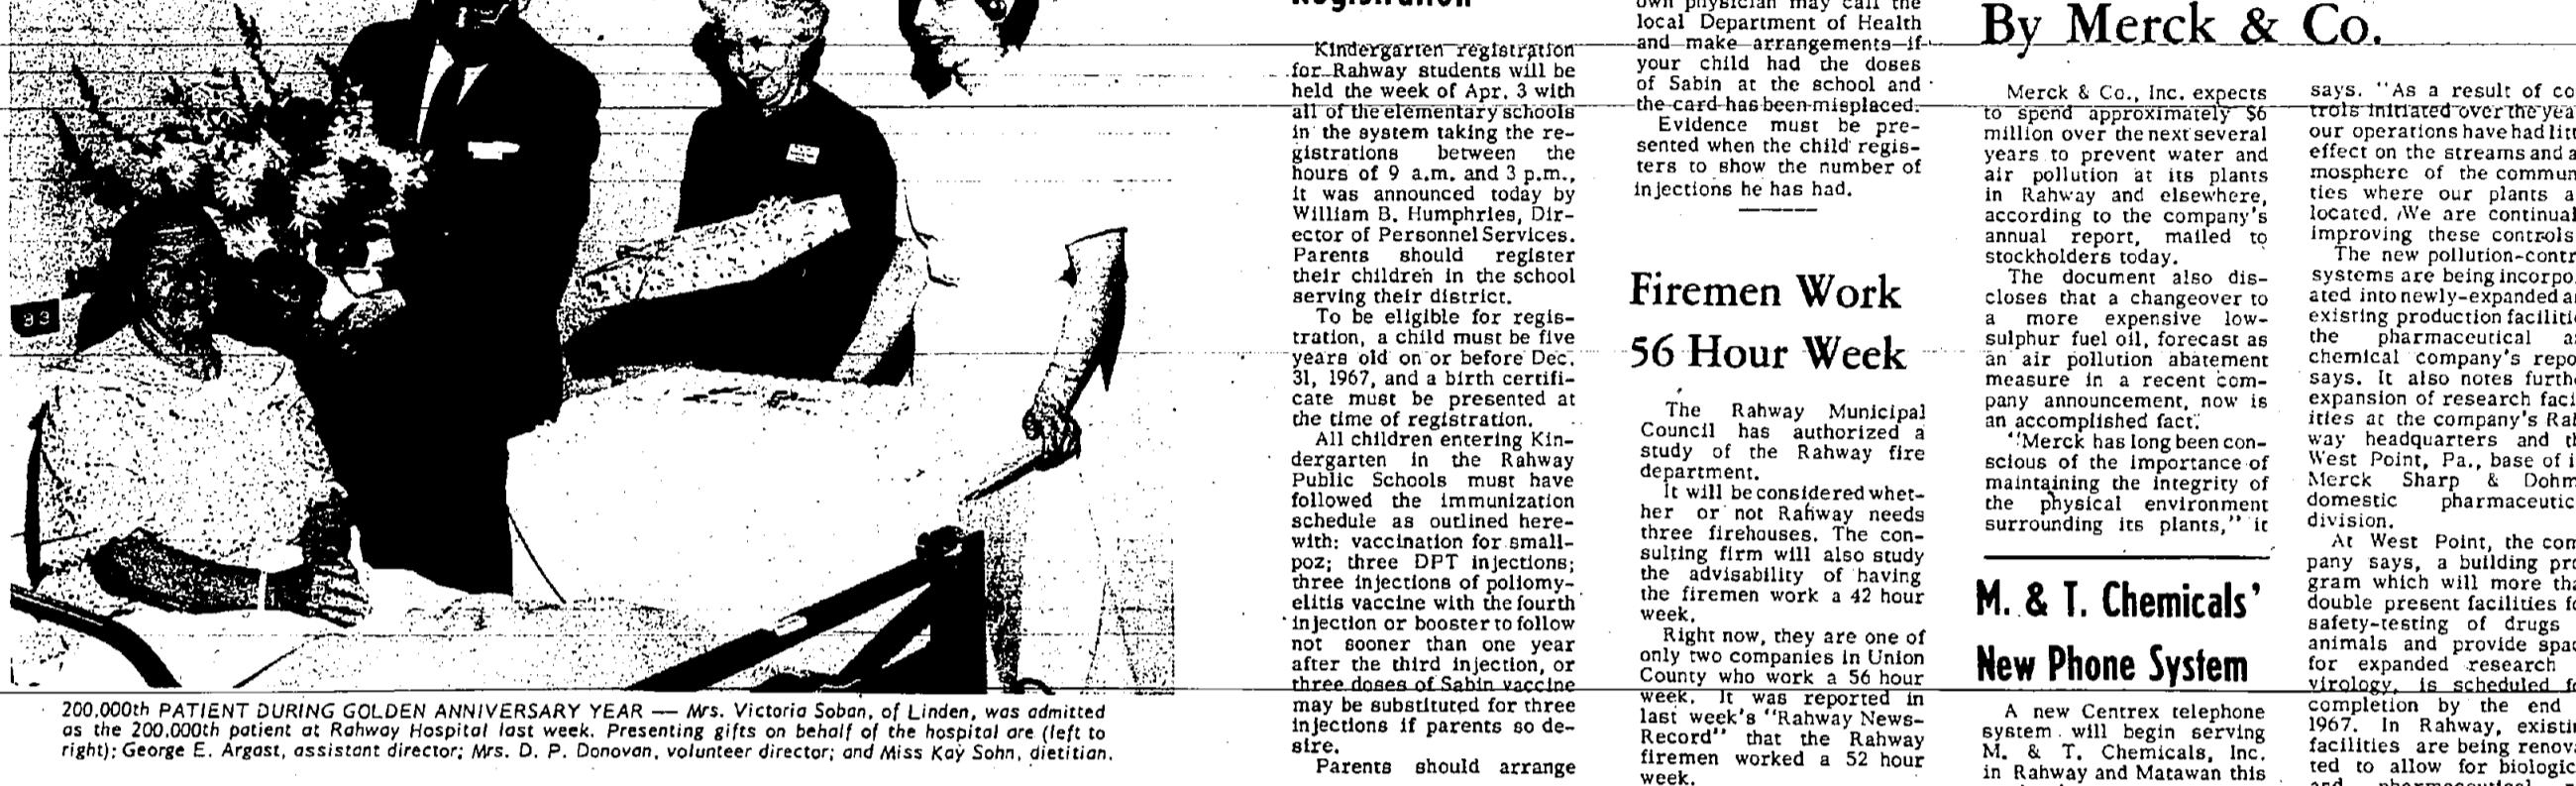 200,000th PATIENT DURING GOLDEN ANNIVERSARY YEAR — Mrs. Victoria Soban, of Linden, was admitted
as the 200,000th patient at Rahway Hospital last week. Presenting gifts on behalf of the hospital are (left to
right): George E. Argast, assistant director; Mrs. D. P. Donovan, volunteer director; and Miss Kay Sohn, dietitian.
Registration
Kindergarten registration
for Rahway students will be
held the week of Apr. 3 with
all of the elementary schools
in the system taking the re-
gistrations between the
hours of 9 a.m. and 3 p.m.,
it was announced today by
William B. Humphries, Dir-
ector of Personnel Services.
Parents should register
their children in the school
serving their district.
To be eligible for regis-
tration, a child must be five
years old on or before Dec.
31, 1967, and a birth certifi-
cate must be presented at
the time of registration.
All children entering Kin-
dergarten in the Rahway
Public Schools must have
followed the immunization
schedule as outlined here-
with: vaccination for small-
poz; three DPT injections;
three injections of poliomy-
elitis vaccine with the fourth
injection or booster to follow
not sooner than one year
after the third injection, or
three doses of Sabin vaccine
may be substituted for three
injections if parents so de-
sire.
Parents should arrange
own physician may call the
local Department of Health
and make arrangements if
your child had the doses
of Sabin at the school and
the card has been misplaced.
Evidence must be pre-
sented when the child regis-
ters to show the number of
injections he has had.
Firemen Work
56 Hour Week
The Rahway Municipal
Council has authorized a
study of the Rahway fire
department.
It will be considered whet-
her or not Rahway needs
three firehouses. The con-
sulting firm will also study
the advisability of having
the firemen work a 42 hour
week.
Right now, they are one of
only two companies in Union
County who work a 56 hour
week. It was reported in
last week's "Rahway News-
Record" that the Rahway
firemen worked a 52 hour
week.
By Merck & Co.
Merck & Co., Inc. expects
to spend approximately $6
million over the next several
years to prevent water and
air pollution at its plants
in Rahway and elsewhere,
according to the company's
annual report, mailed to
stockholders today.
The document also dis-
closes that a changeover to
a more expensive low-
sulphur fuel oil, forecast as
an air pollution abatement
measure in a recent com-
pany announcement, now is
an accomplished fact.
"Merck has long been con-
scious of the importance of
maintaining the integrity of
the physical environment
surrounding its plants," it
M. & T. Chemicals'
New Phone System
A new Centrex telephone
system will begin serving
M. & T. Chemicals, Inc.
in Rahway and Matawan this
says. "As a result of co
trols initiated over the yea
our operations have had litt
effect on the streams and a
mosphere of the commun
ties where our plants a
located. We are continual
improving these controls
The new pollution-contr
systems are being incorpo
ated into newly-expanded a
existing production faciliti
the pharmaceutical a
chemical company's repo
says. It also notes furth
expansion of research faci
ities at the company's Rah
way headquarters and th
West Point, Pa., base of i
Merck Sharp & Dohm
domestic pharmaceutic
division.
At West Point, the com
pany says, a building pro
gram which will more tha
double present facilities fo
safety-testing of drugs
animals and provide spac
for expanded research
virology, is scheduled fo
completion by the end
1967. In Rahway, existin
facilities are being renova
ted to allow for biologic